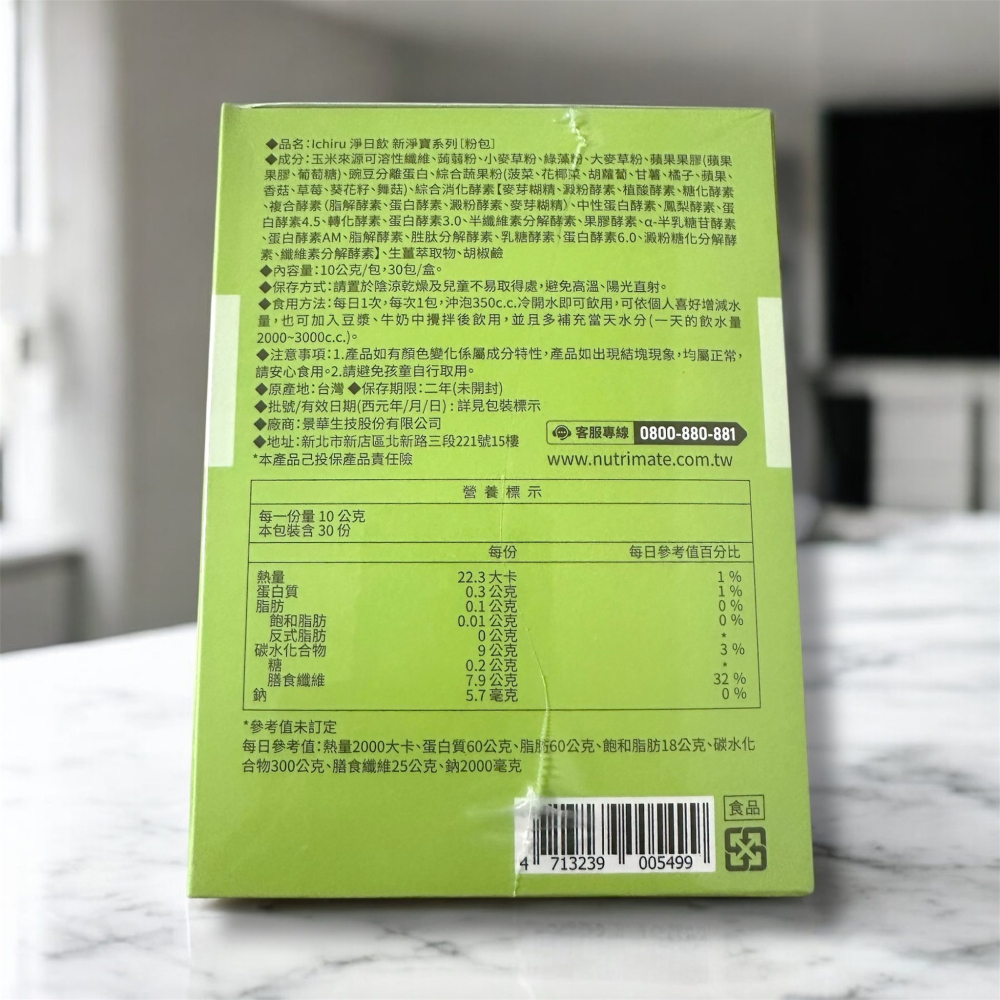 ◆品名:Ichiru 淨日飲 新淨寶系列[粉包]
◆成分:玉米來源可溶性纖維、蒟蒻粉、小麥草粉、綠藻粉、大麥草粉、蘋果果膠(蘋果
果膠、葡萄糖)、豌豆分離蛋白、綜合蔬果粉(菠菜、花椰菜、胡蘿蔔、甘薯、橘子、蘋果、
香菇、草莓、葵花籽、舞菇)、綜合消化酵素【麥芽糊精、澱粉酵素、植酸酵素、糖化酵素
、複合酵素(脂解酵素、蛋白酵素、澱粉酵素、麥芽糊精)、中性蛋白酵素、鳳梨酵素、蛋
白酵素4.5、轉化酵素、蛋白酵素3.0、半纖維素分解酵素、果膠酵素、α-半乳糖苷酵素
、蛋白酵素AM、脂解酵素、胜肽分解酵素、乳糖酵素、蛋白酵素6.0、澱粉糖化分解酵
素、纖維素分解酵素】、生薑萃取物、胡椒鹼
◆內容量:10公克/包,30包/盒。
◆保存方式:請置於陰涼乾燥及兒童不易取得處,避免高溫、陽光直射。
◆食用方法:每日1次,每次1包,沖泡350c.c.冷開水即可飲用,可依個人喜好增減水
量,也可加入豆漿、牛奶中攪拌後飲用,並且多補充當天水分(一天的飲水量
2000~3000c.c.)。
◆注意事項:1.產品如有顏色變化係屬成分特性,產品如出現結塊現象,均屬正常,
請安心食用。2.請避免孩童自行取用。
◆原產地:台灣 ◆保存期限:二年(未開封)
◆批號/有效日期(西元年/月/日) : 詳見包裝標示
◆廠商:景華生技股份有限公司
◆地址:新北市新店區北新路三段221號15樓
*本產品己投保產品責任險
客服專線 0800-880-881
www.nutrimate.com.tw
營養標示
每一份量 10 公克
本包裝含 30 份
每份 每日參考值百分比
熱量 22.3 大卡 1 %
蛋白質 0.3 公克 1 %
脂肪 0.1 公克 0 %
飽和脂肪 0.01 公克 0 %
反式脂肪 0 公克 *
碳水化合物 9 公克 3 %
糖 0.2 公克 *
膳食纖維 7.9 公克 32 %
鈉 5.7 毫克 0 %
*參考值未訂定
每日參考值:熱量2000大卡、蛋白質60公克、脂肪60公克、飽和脂肪18公克、碳水化
合物300公克、膳食纖維25公克、鈉2000毫克
食品
4 713239 005499